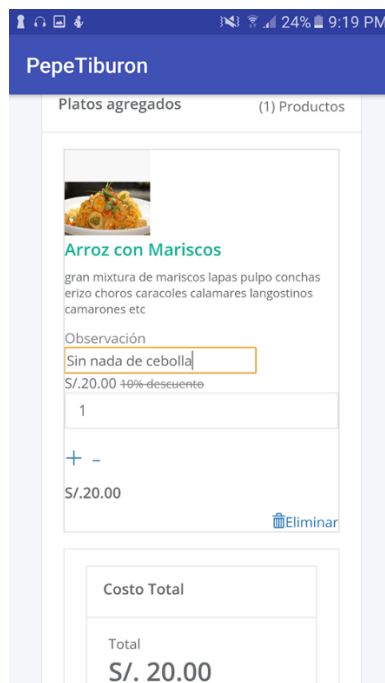 24% 9:19 PM
PepeTiburon
Platos agregados (1) Productos
Arroz con Mariscos
gran mixtura de mariscos lapas pulpo conchas
erizo choros caracoles calamares langostinos
camarones etc
Observación
Sin nada de cebolla
S/.20.00 10% descuento
1
+ -
S/.20.00
Eliminar
Costo Total
Total
S/. 20.00